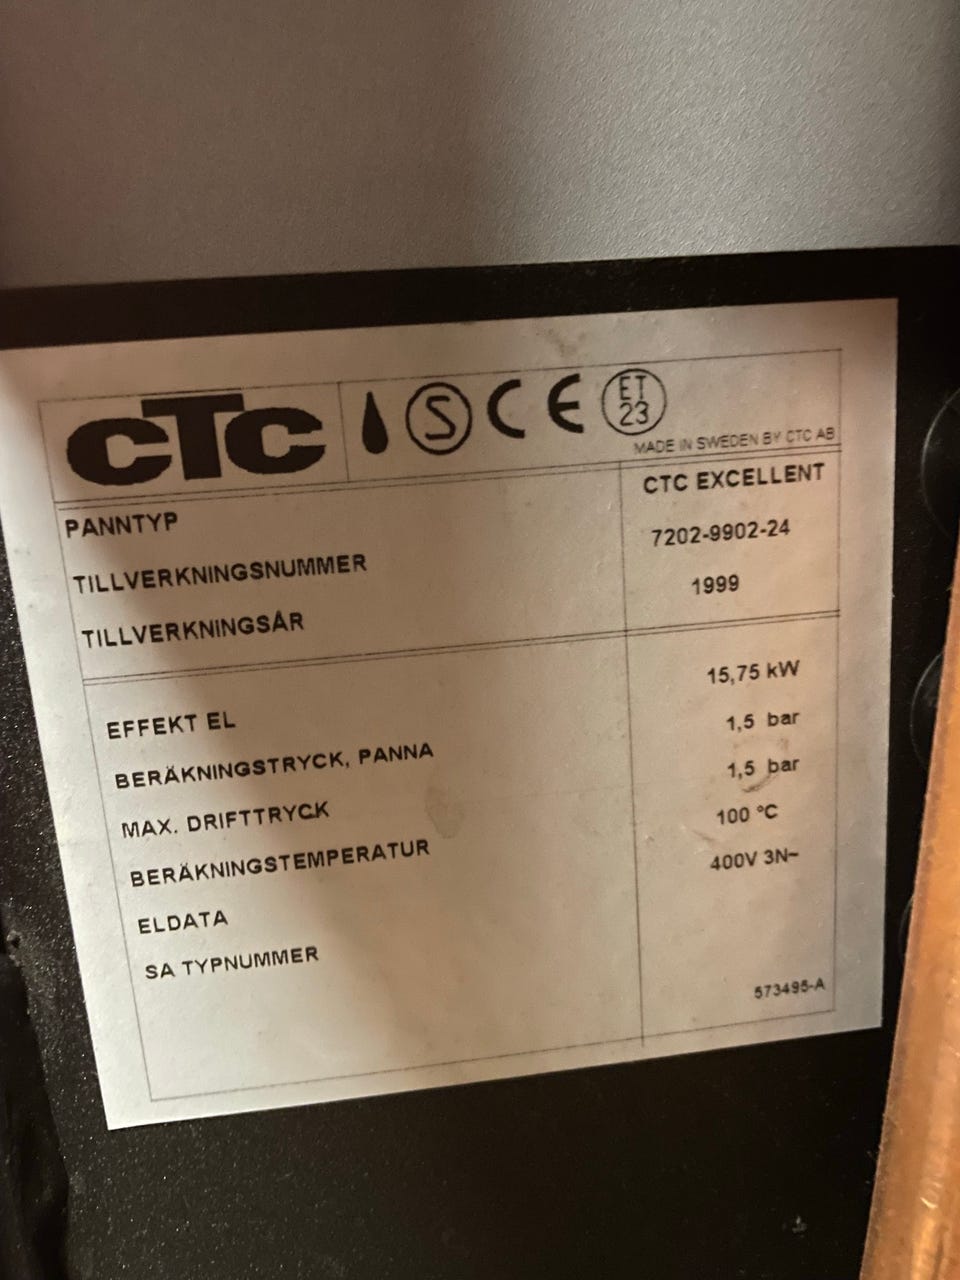 CTC S CE ET 23
MADE IN SWEDEN BY CTC AB
PANNTYP CTC EXCELLENT
TILLVERKNINGSNUMMER 7202-9902-24
TILLVERKNINGSÅR 1999
EFFEKT EL 15,75 kW
BERÄKNINGSTRYCK, PANNA 1,5 bar
MAX. DRIFTTRYCK 1,5 bar
BERÄKNINGSTEMPERATUR 100 °C
ELDATA 400V 3N~
SA TYPNUMMER
573495-A